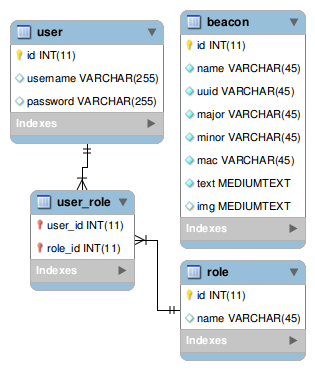 user
id INT(11)
username VARCHAR(255)
password VARCHAR(255)
Indexes
beacon
id INT(11)
name VARCHAR(45)
uuid VARCHAR(45)
major VARCHAR(45)
minor VARCHAR(45)
mac VARCHAR(45)
text MEDIUMTEXT
img MEDIUMTEXT
Indexes
user_role
user_id INT(11)
role_id INT(11)
Indexes
role
id INT(11)
name VARCHAR(45)
Indexes